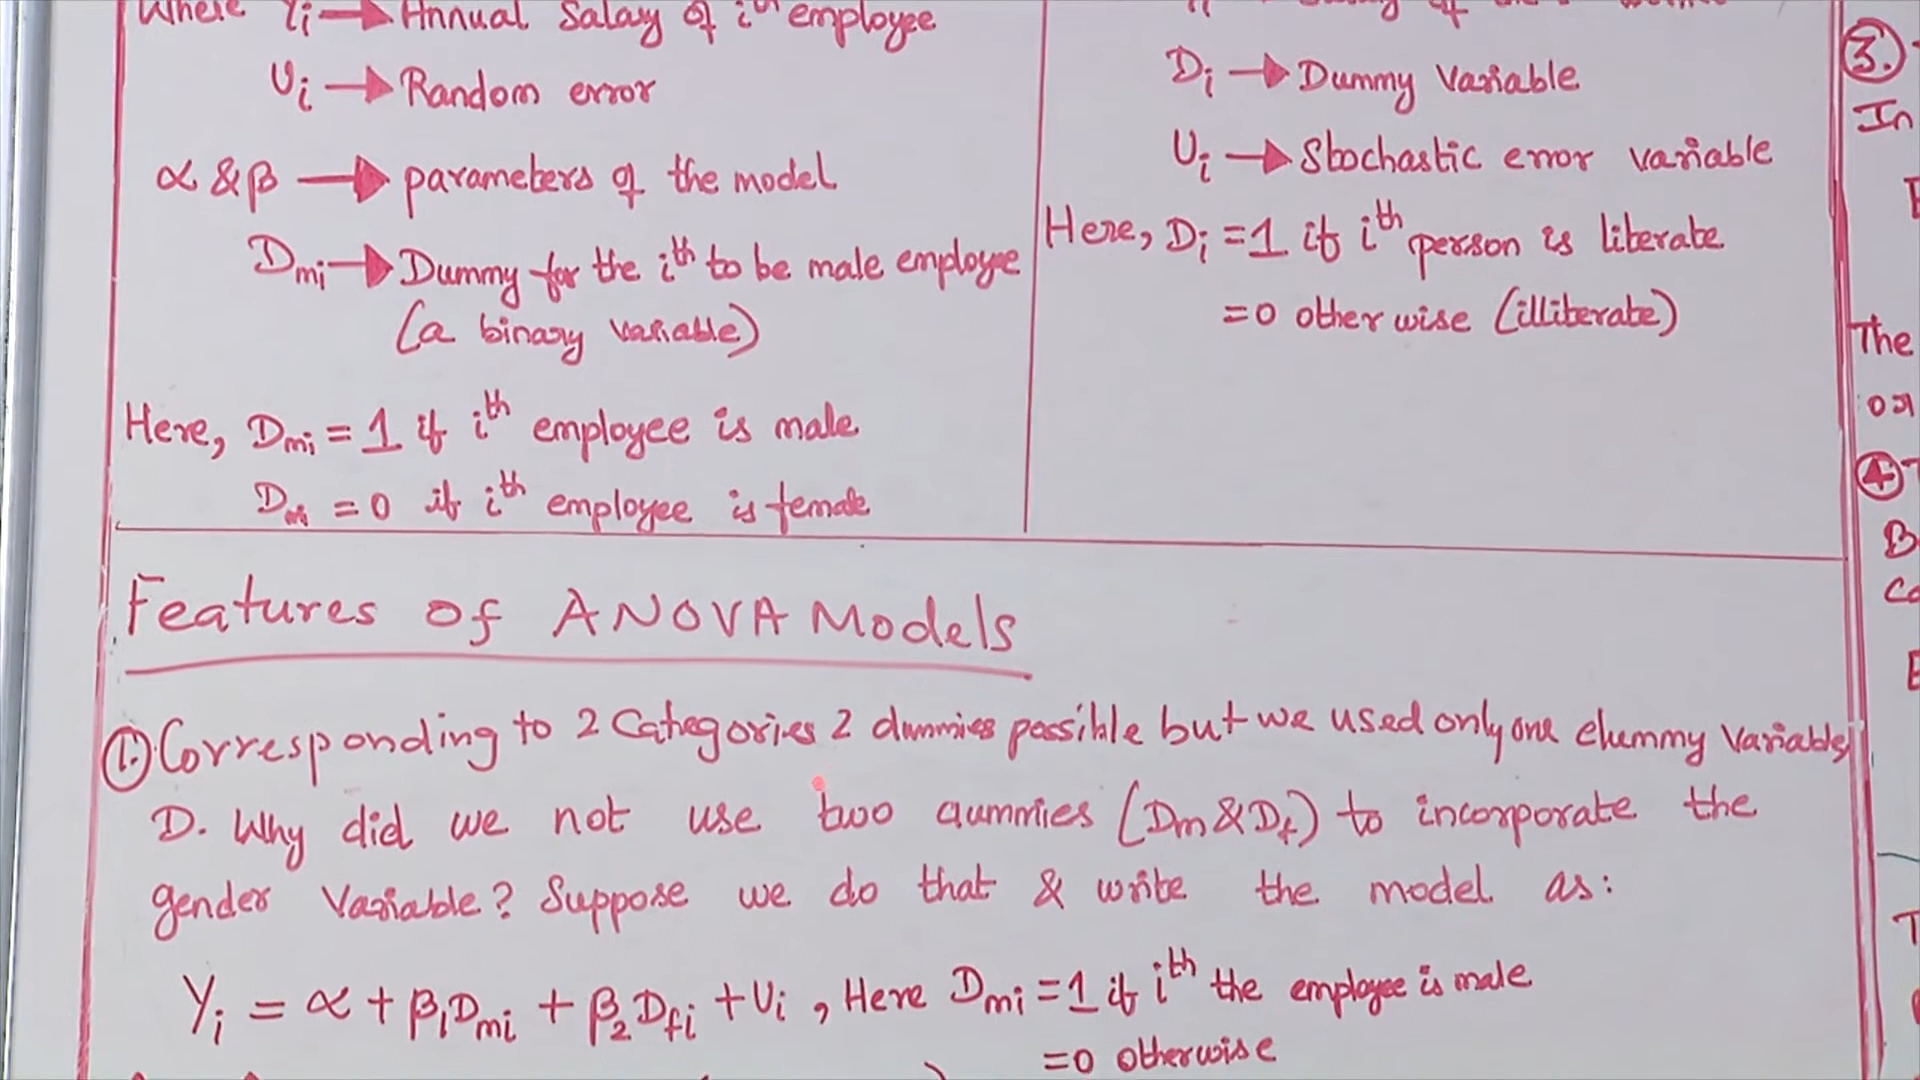 Where Yi → Annual Salary of ith employee
Ui → Random error
α & β → parameters of the model
Dmi → Dummy for the ith to be male employee
(a binary variable)
Here, Dmi = 1 if ith employee is male
Dmi = 0 if ith employee is female
Di → Dummy Variable
Ui → Stochastic error variable
Here, Di = 1 if ith person is literate
= 0 otherwise (illiterate)
Features of ANOVA Models
1. Corresponding to 2 Categories 2 dummies possible but we used only one dummy variable,
D. Why did we not use two dummies (Dm & Df) to incorporate the
gender Variable? Suppose we do that & write the model as:
Yi = α + β1Dmi + β2Dfi + Ui, Here Dmi = 1 if ith the employee is male
= 0 otherwise
3.
In
The
or
4.